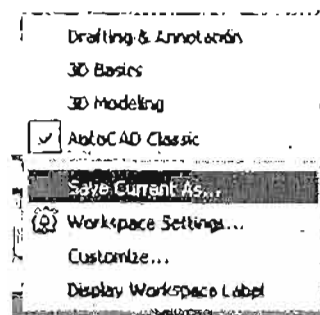 Drafting & Annotation
3D Basics
3D Modeling
AutoCAD Classic
Save Current As...
Workspace Settings...
Customize...
Display Workspace Label